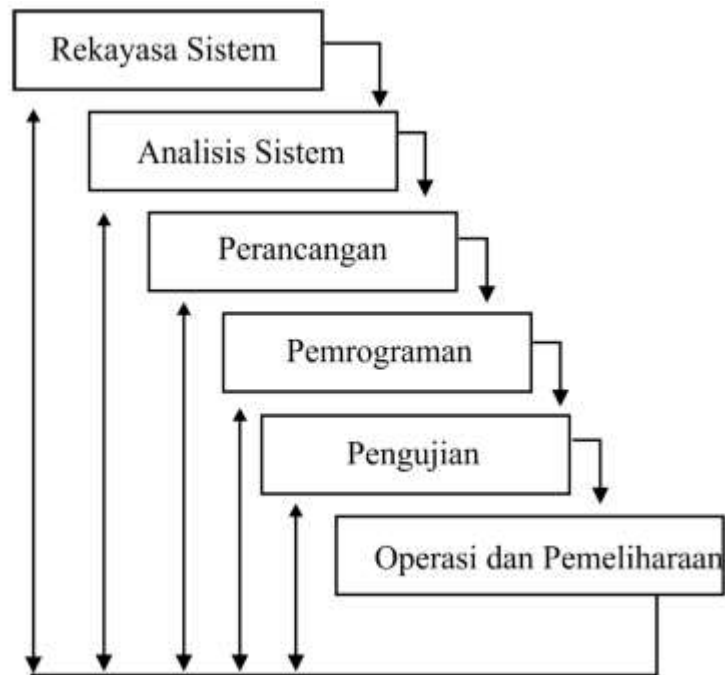 Rekayasa Sistem
Analisis Sistem
Perancangan
Pemrograman
Pengujian
Operasi dan Pemeliharaan